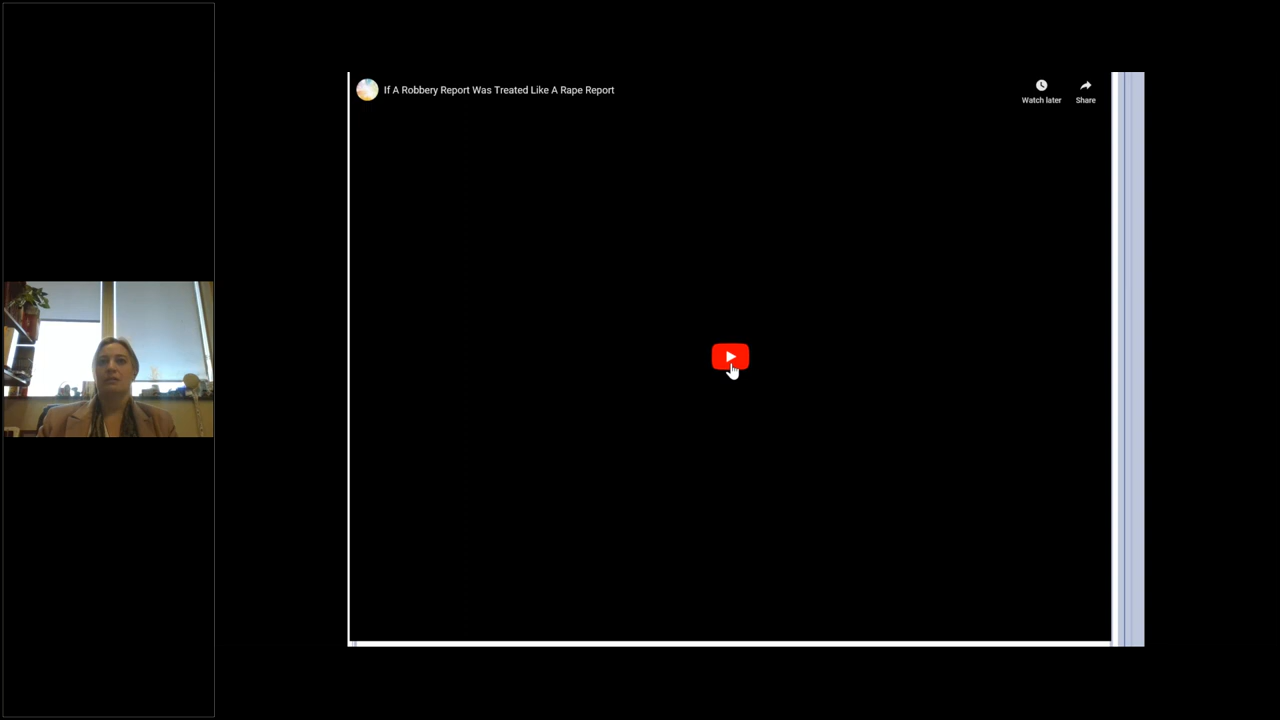 If A Robbery Report Was Treated Like A Rape Report
Watch later
Share